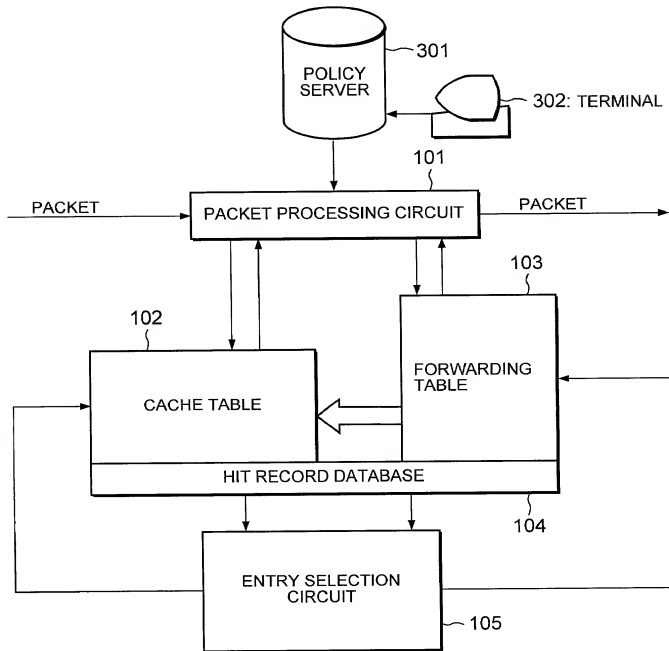 301
POLICY
SERVER
302: TERMINAL
101
PACKET
PACKET PROCESSING CIRCUIT
PACKET
103
102
FORWARDING
TABLE
CACHE TABLE
HIT RECORD DATABASE
104
ENTRY SELECTION
CIRCUIT
105